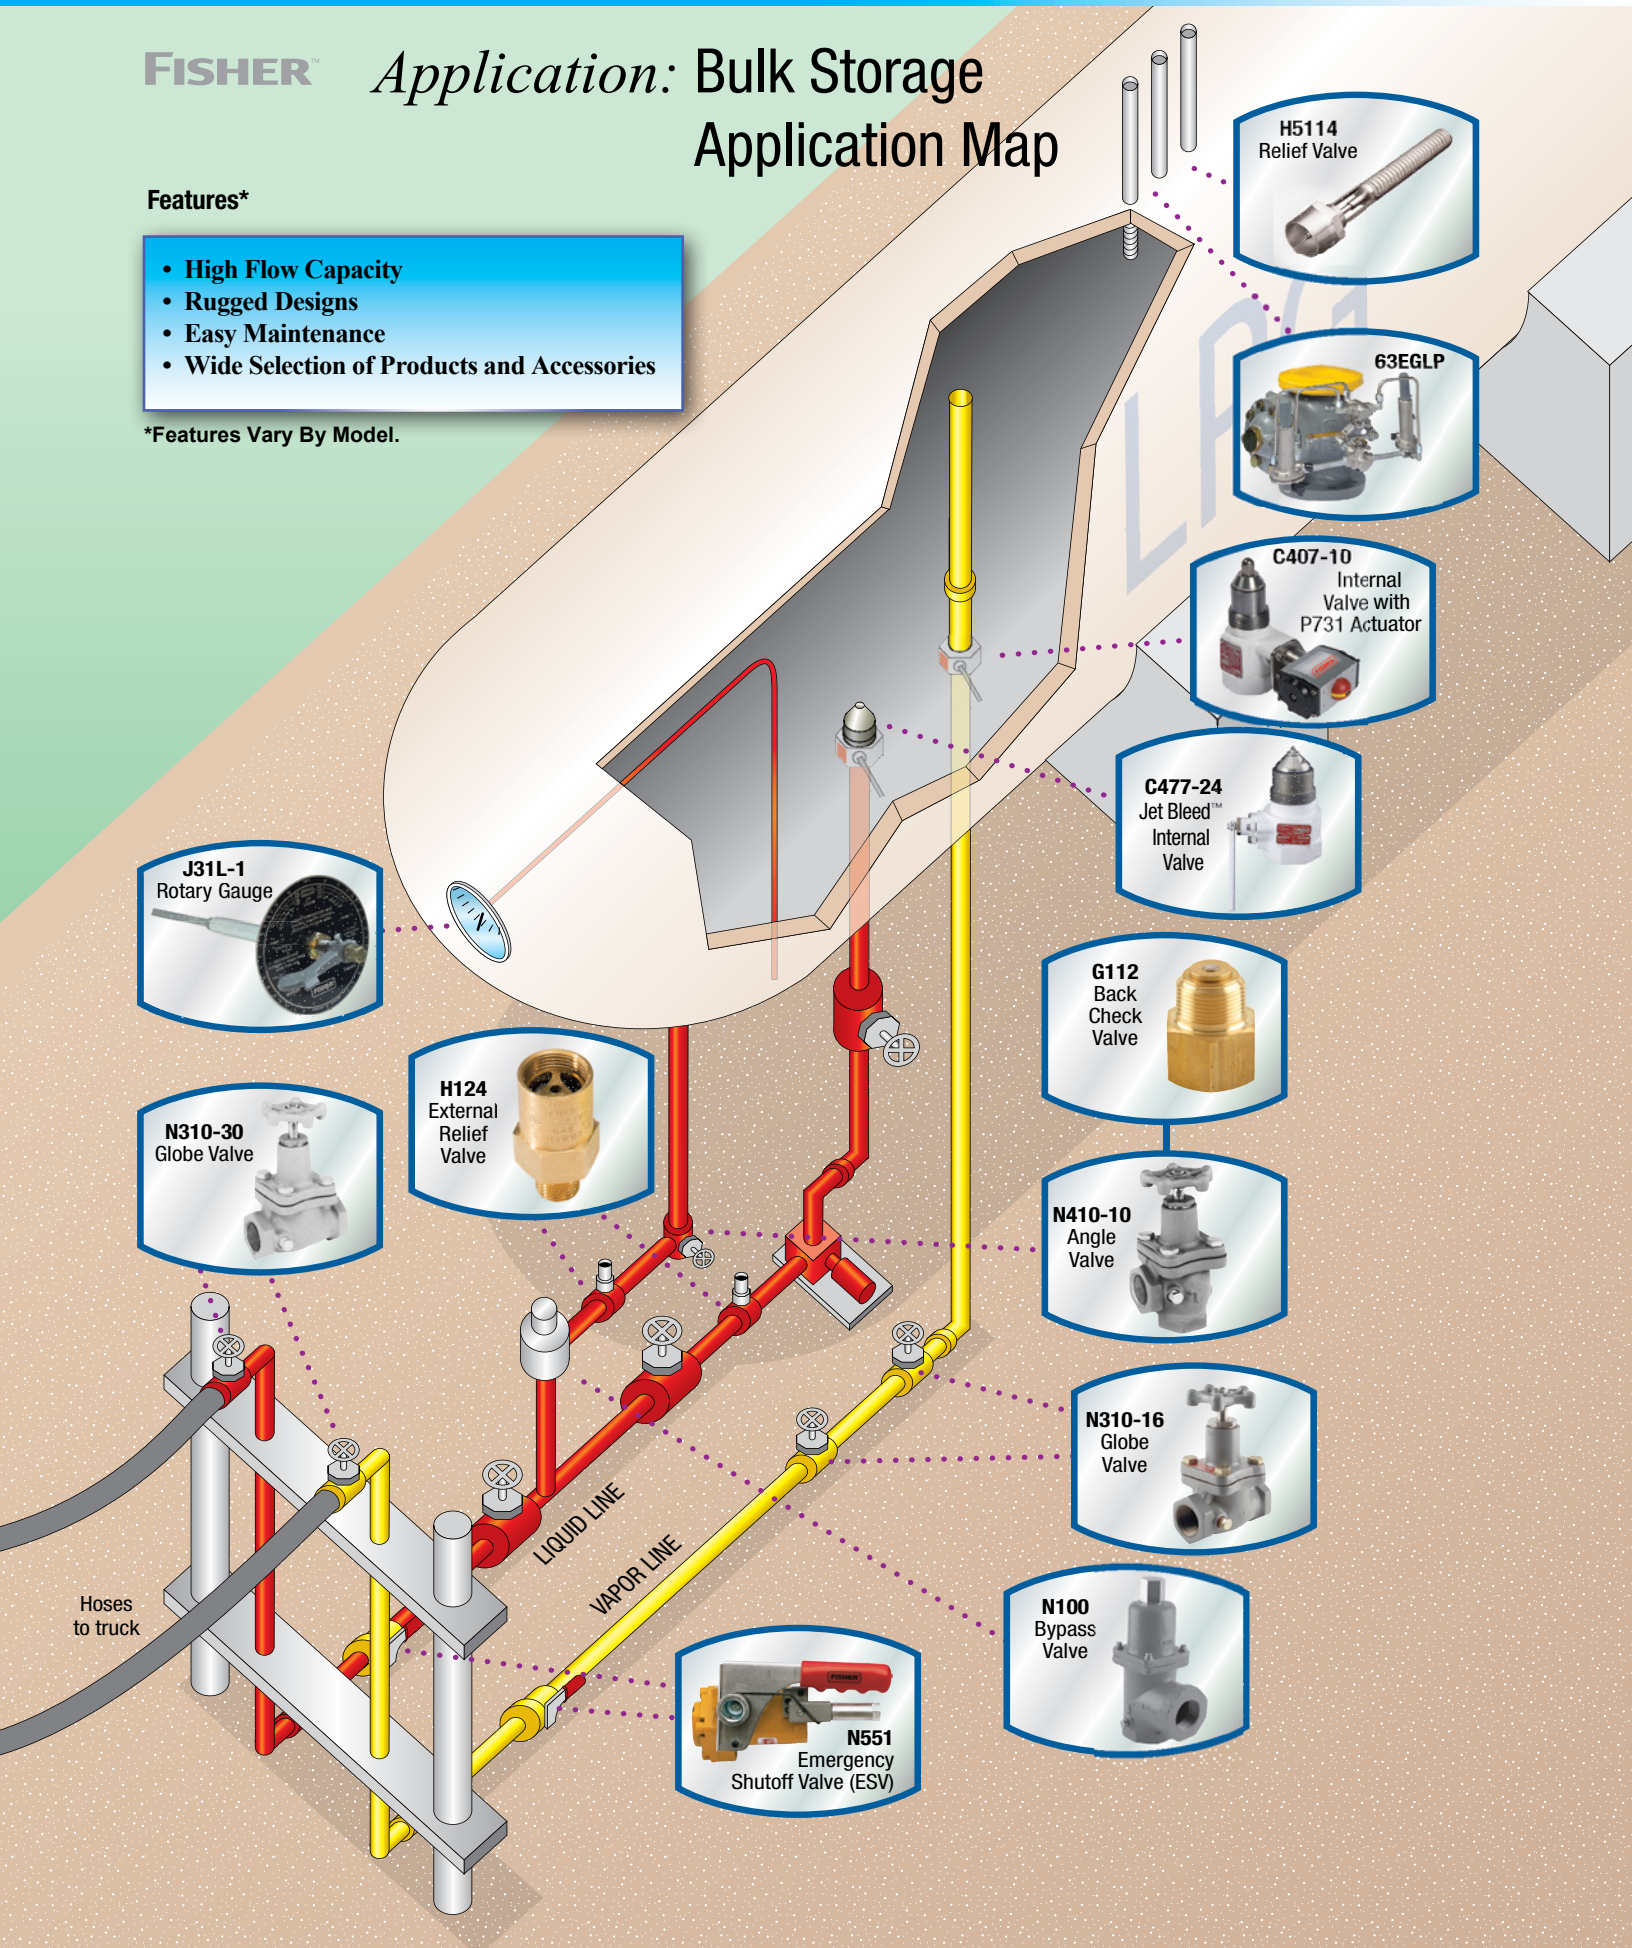 FISHER™
Application: Bulk Storage
Application Map
Features*
• High Flow Capacity
• Rugged Designs
• Easy Maintenance
• Wide Selection of Products and Accessories
*Features Vary By Model.
H5114
Relief Valve
LPG
63EGLP
C407-10
Internal
Valve with
P731 Actuator
C477-24
Jet Bleed™
Internal
Valve
J31L-1
Rotary Gauge
G112
Back
Check
Valve
H124
External
Relief
Valve
N310-30
Globe Valve
N410-10
Angle
Valve
N310-16
Globe
Valve
LIQUID LINE
VAPOR LINE
Hoses
to truck
N100
Bypass
Valve
FISHER
N551
Emergency
Shutoff Valve (ESV)